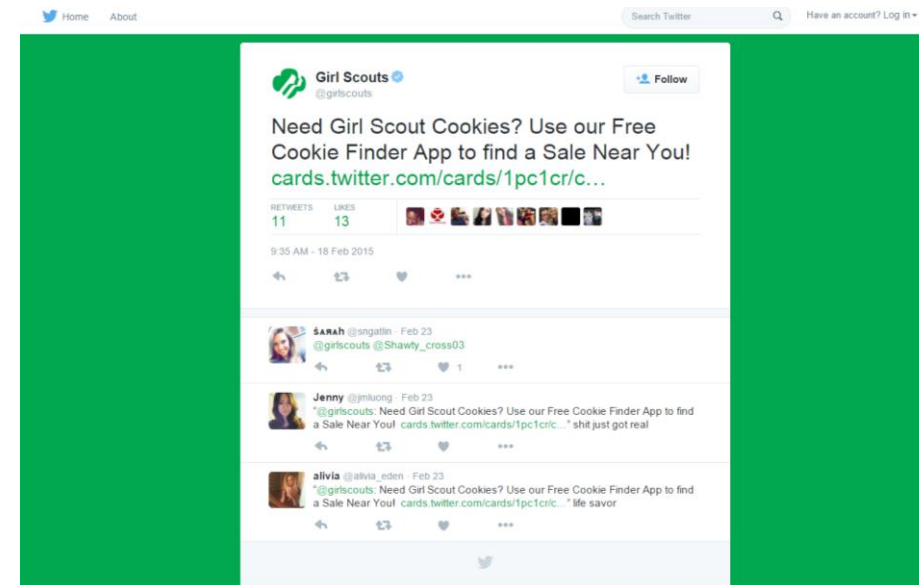 Home About Search Twitter Have an account? Log in
Girl Scouts
@girlscouts
Follow
Need Girl Scout Cookies? Use our Free
Cookie Finder App to find a Sale Near You!
cards.twitter.com/cards/1pc1cr/c...
RETWEETS LIKES
11 13
9:35 AM - 18 Feb 2015
ṡᴀʀᴀh @sngatlin · Feb 23
@girlscouts @Shawty_cross03
1
Jenny @jmluong · Feb 23
"@girlscouts: Need Girl Scout Cookies? Use our Free Cookie Finder App to find
a Sale Near You! cards.twitter.com/cards/1pc1cr/c..." shit just got real
alivia @alivia_eden · Feb 23
"@girlscouts: Need Girl Scout Cookies? Use our Free Cookie Finder App to find
a Sale Near You! cards.twitter.com/cards/1pc1cr/c..." life savor